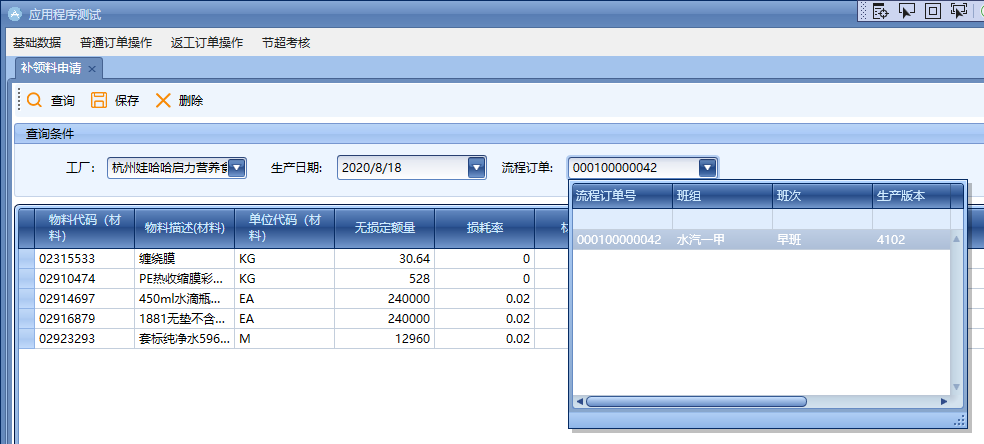 应用程序测试
基础数据 普通订单操作 返工订单操作 节超考核
补领料申请
查询 保存 删除
查询条件
工厂: 杭州娃哈哈启力营养食 生产日期: 2020/8/18 流程订单: 000100000042
流程订单号 班组 班次 生产版本
000100000042 水汽一甲 早班 4102
物料代码（材料） 物料描述(材料) 单位代码（材料） 无损定额量 损耗率
02315533 缠绕膜 KG 30.64 0
02910474 PE热收缩膜彩... KG 528 0
02914697 450ml水滴瓶... EA 240000 0.02
02916879 1881无垫不含... EA 240000 0.02
02923293 套标纯净水596... M 12960 0.02